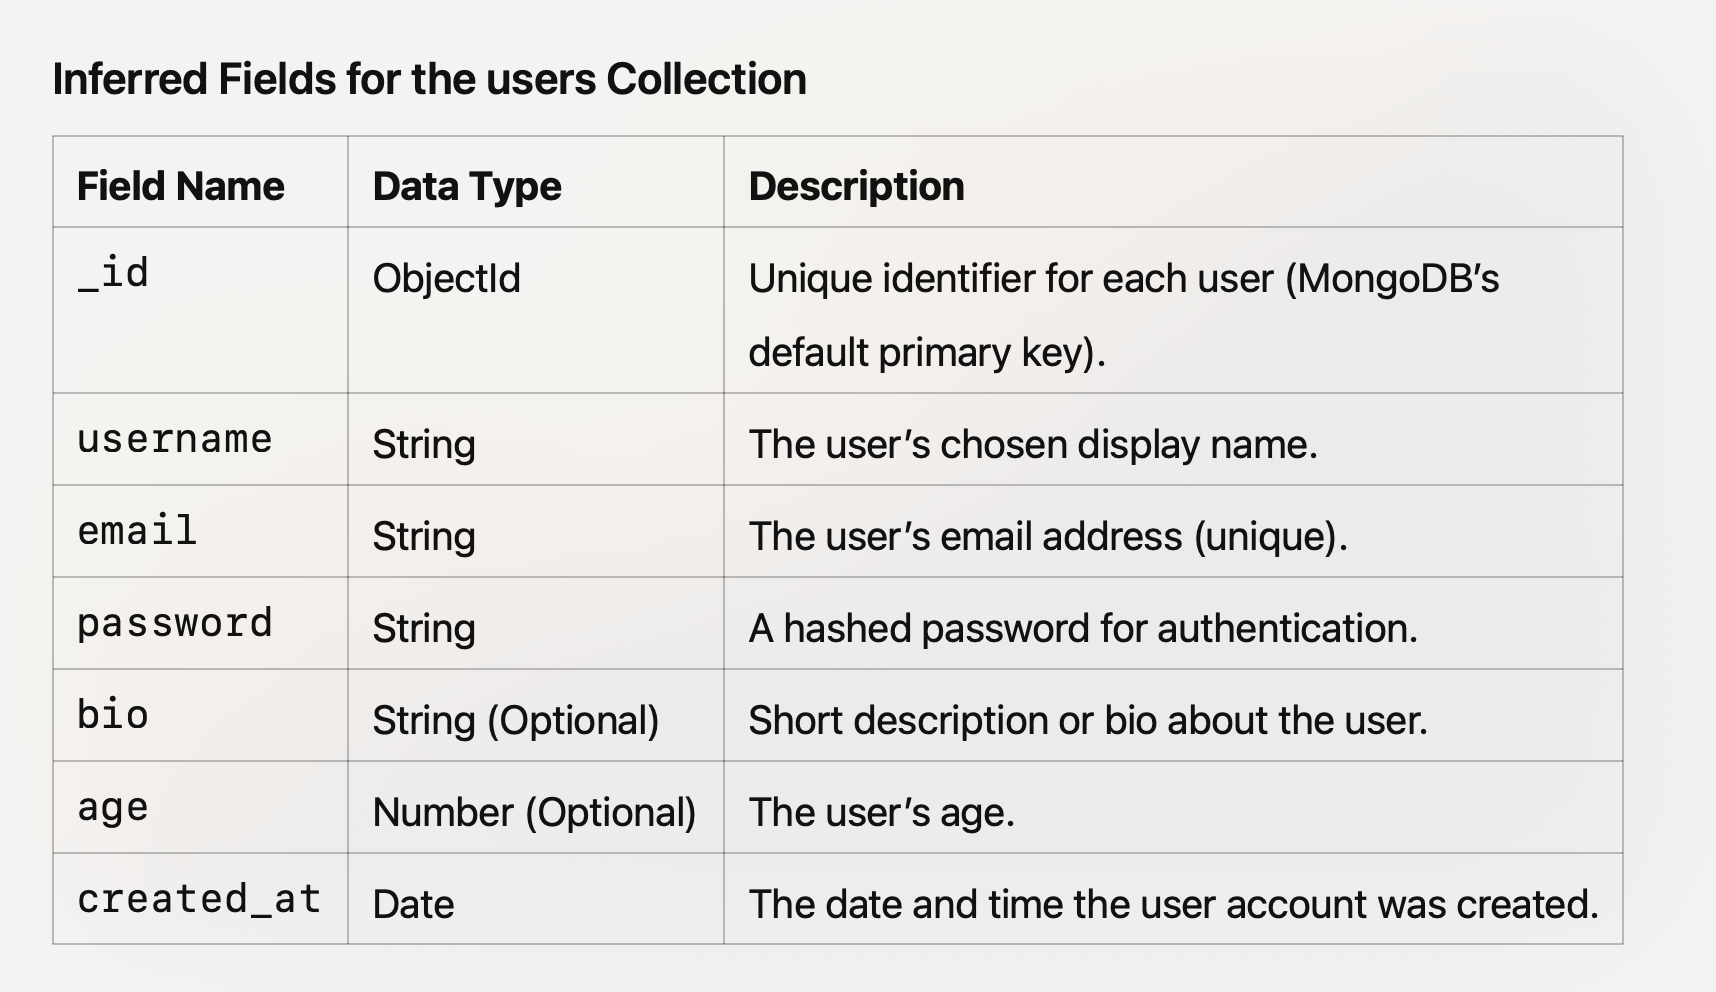 Inferred Fields for the users Collection
Field Name Data Type Description
_id ObjectId Unique identifier for each user (MongoDB’s
default primary key).
username String The user’s chosen display name.
email String The user’s email address (unique).
password String A hashed password for authentication.
bio String (Optional) Short description or bio about the user.
age Number (Optional) The user’s age.
created_at Date The date and time the user account was created.